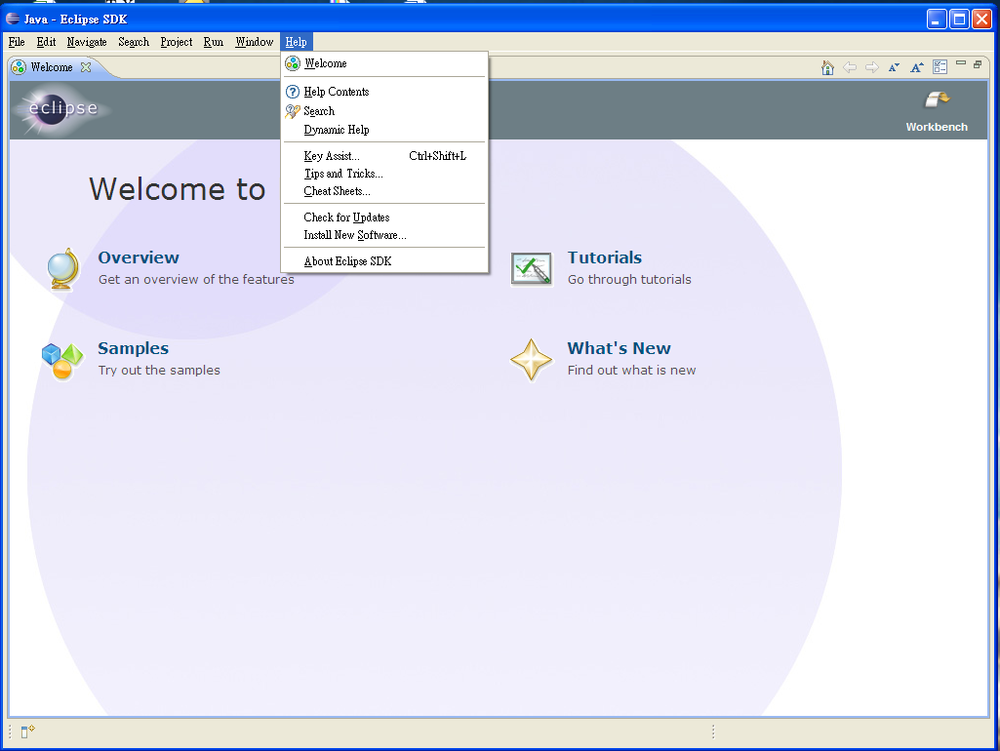 Java - Eclipse SDK
File Edit Navigate Search Project Run Window Help
Welcome
eclipse
Workbench
Welcome
Help Contents
Search
Dynamic Help
Key Assist... Ctrl+Shift+L
Tips and Tricks...
Cheat Sheets...
Check for Updates
Install New Software...
About Eclipse SDK
Welcome to
Overview
Get an overview of the features
Tutorials
Go through tutorials
Samples
Try out the samples
What's New
Find out what is new